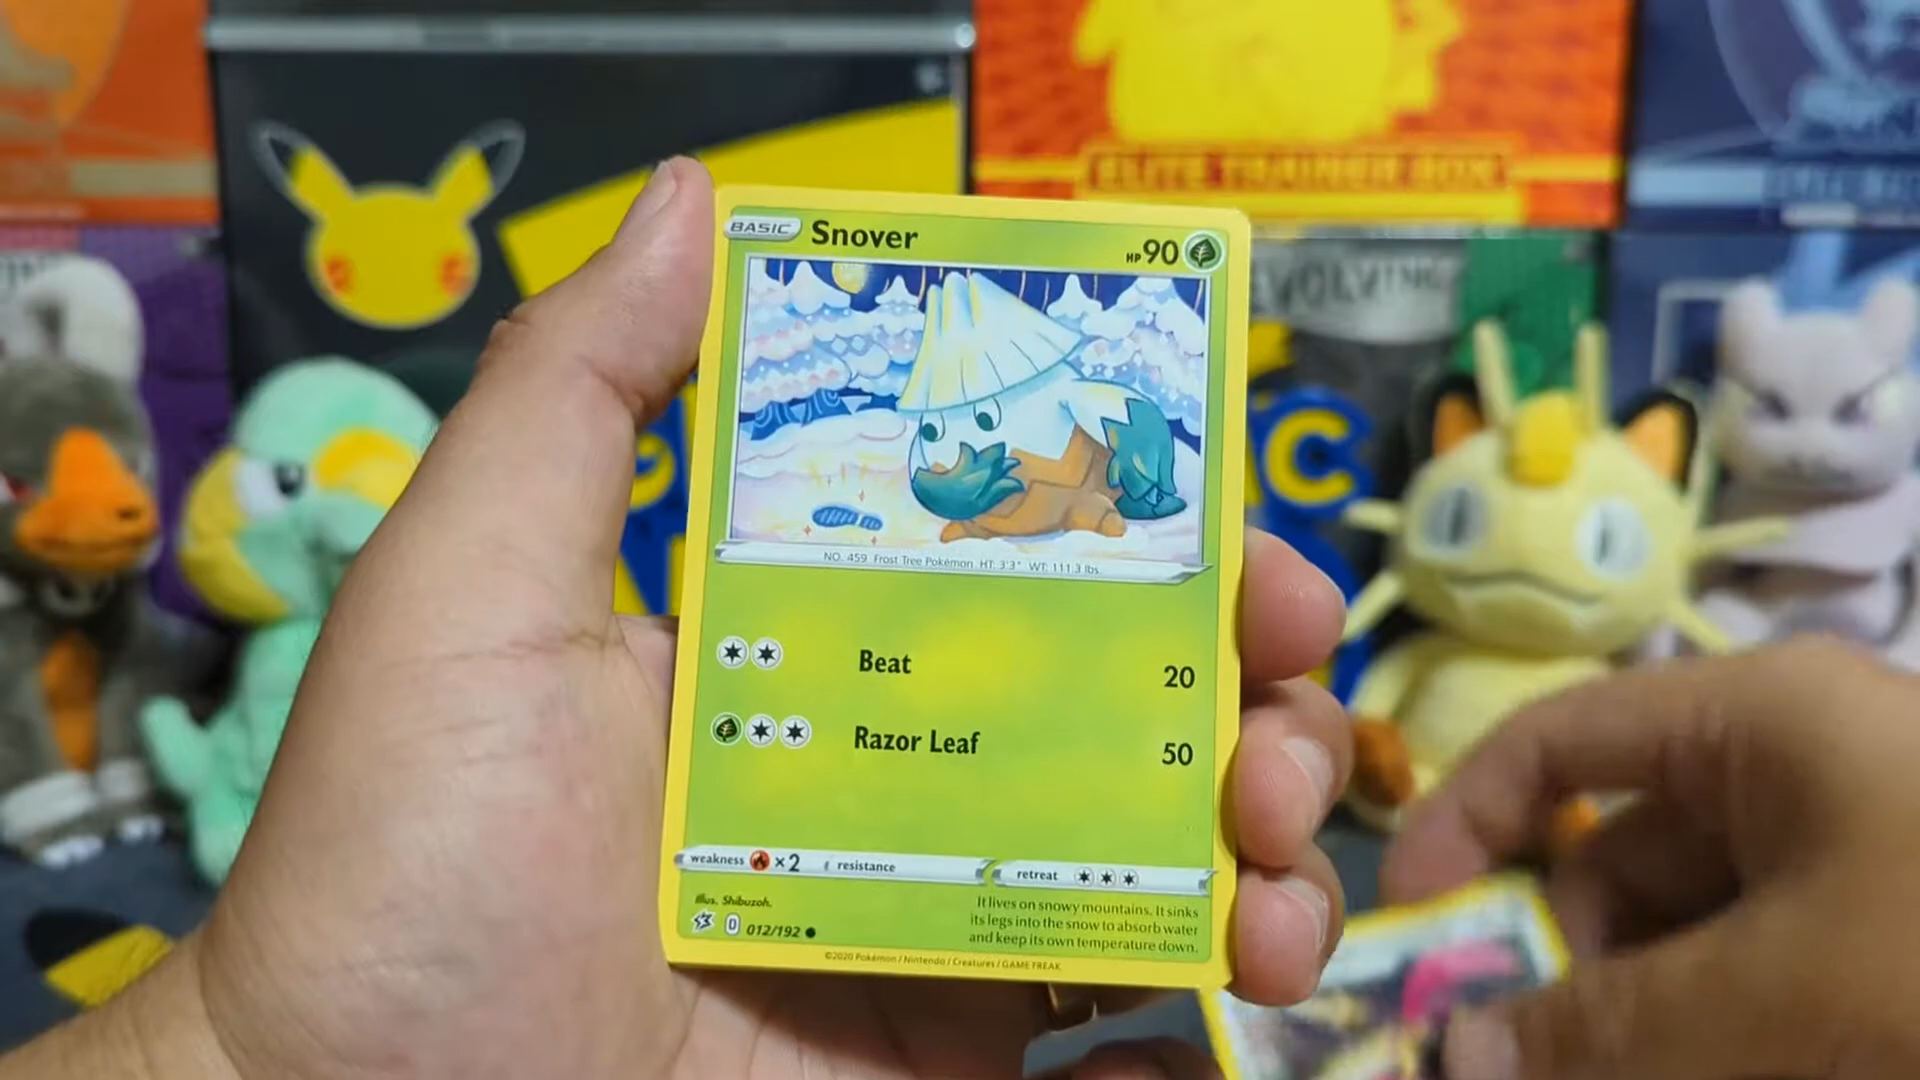 ELITE TRAINER BOX
EVOLVING
BASIC Snover HP 90
NO. 459 Frost Tree Pokémon HT: 3'3" WT: 111.3 lbs.
Beat 20
Razor Leaf 50
weakness ×2 resistance retreat
Illus. Shibuzoh.
D 012/192
It lives on snowy mountains. It sinks
its legs into the snow to absorb water
and keep its own temperature down.
©2020 Pokémon / Nintendo / Creatures / GAME FREAK